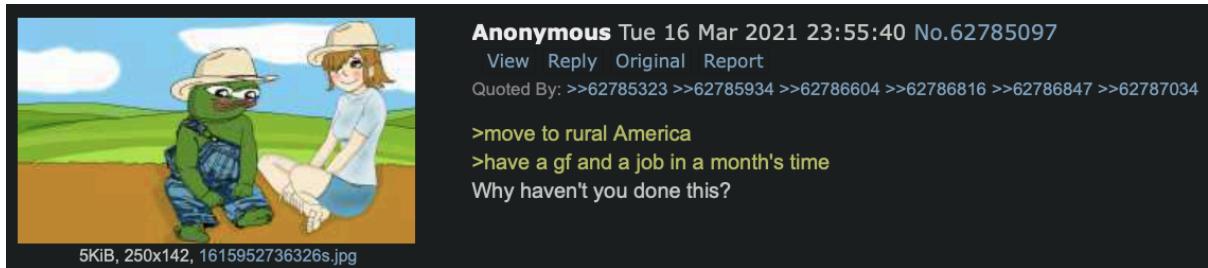 Anonymous Tue 16 Mar 2021 23:55:40 No.62785097
View Reply Original Report
Quoted By: >>62785323 >>62785934 >>62786604 >>62786816 >>62786847 >>62787034
>move to rural America
>have a gf and a job in a month's time
Why haven't you done this?
5KiB, 250x142, 1615952736326s.jpg